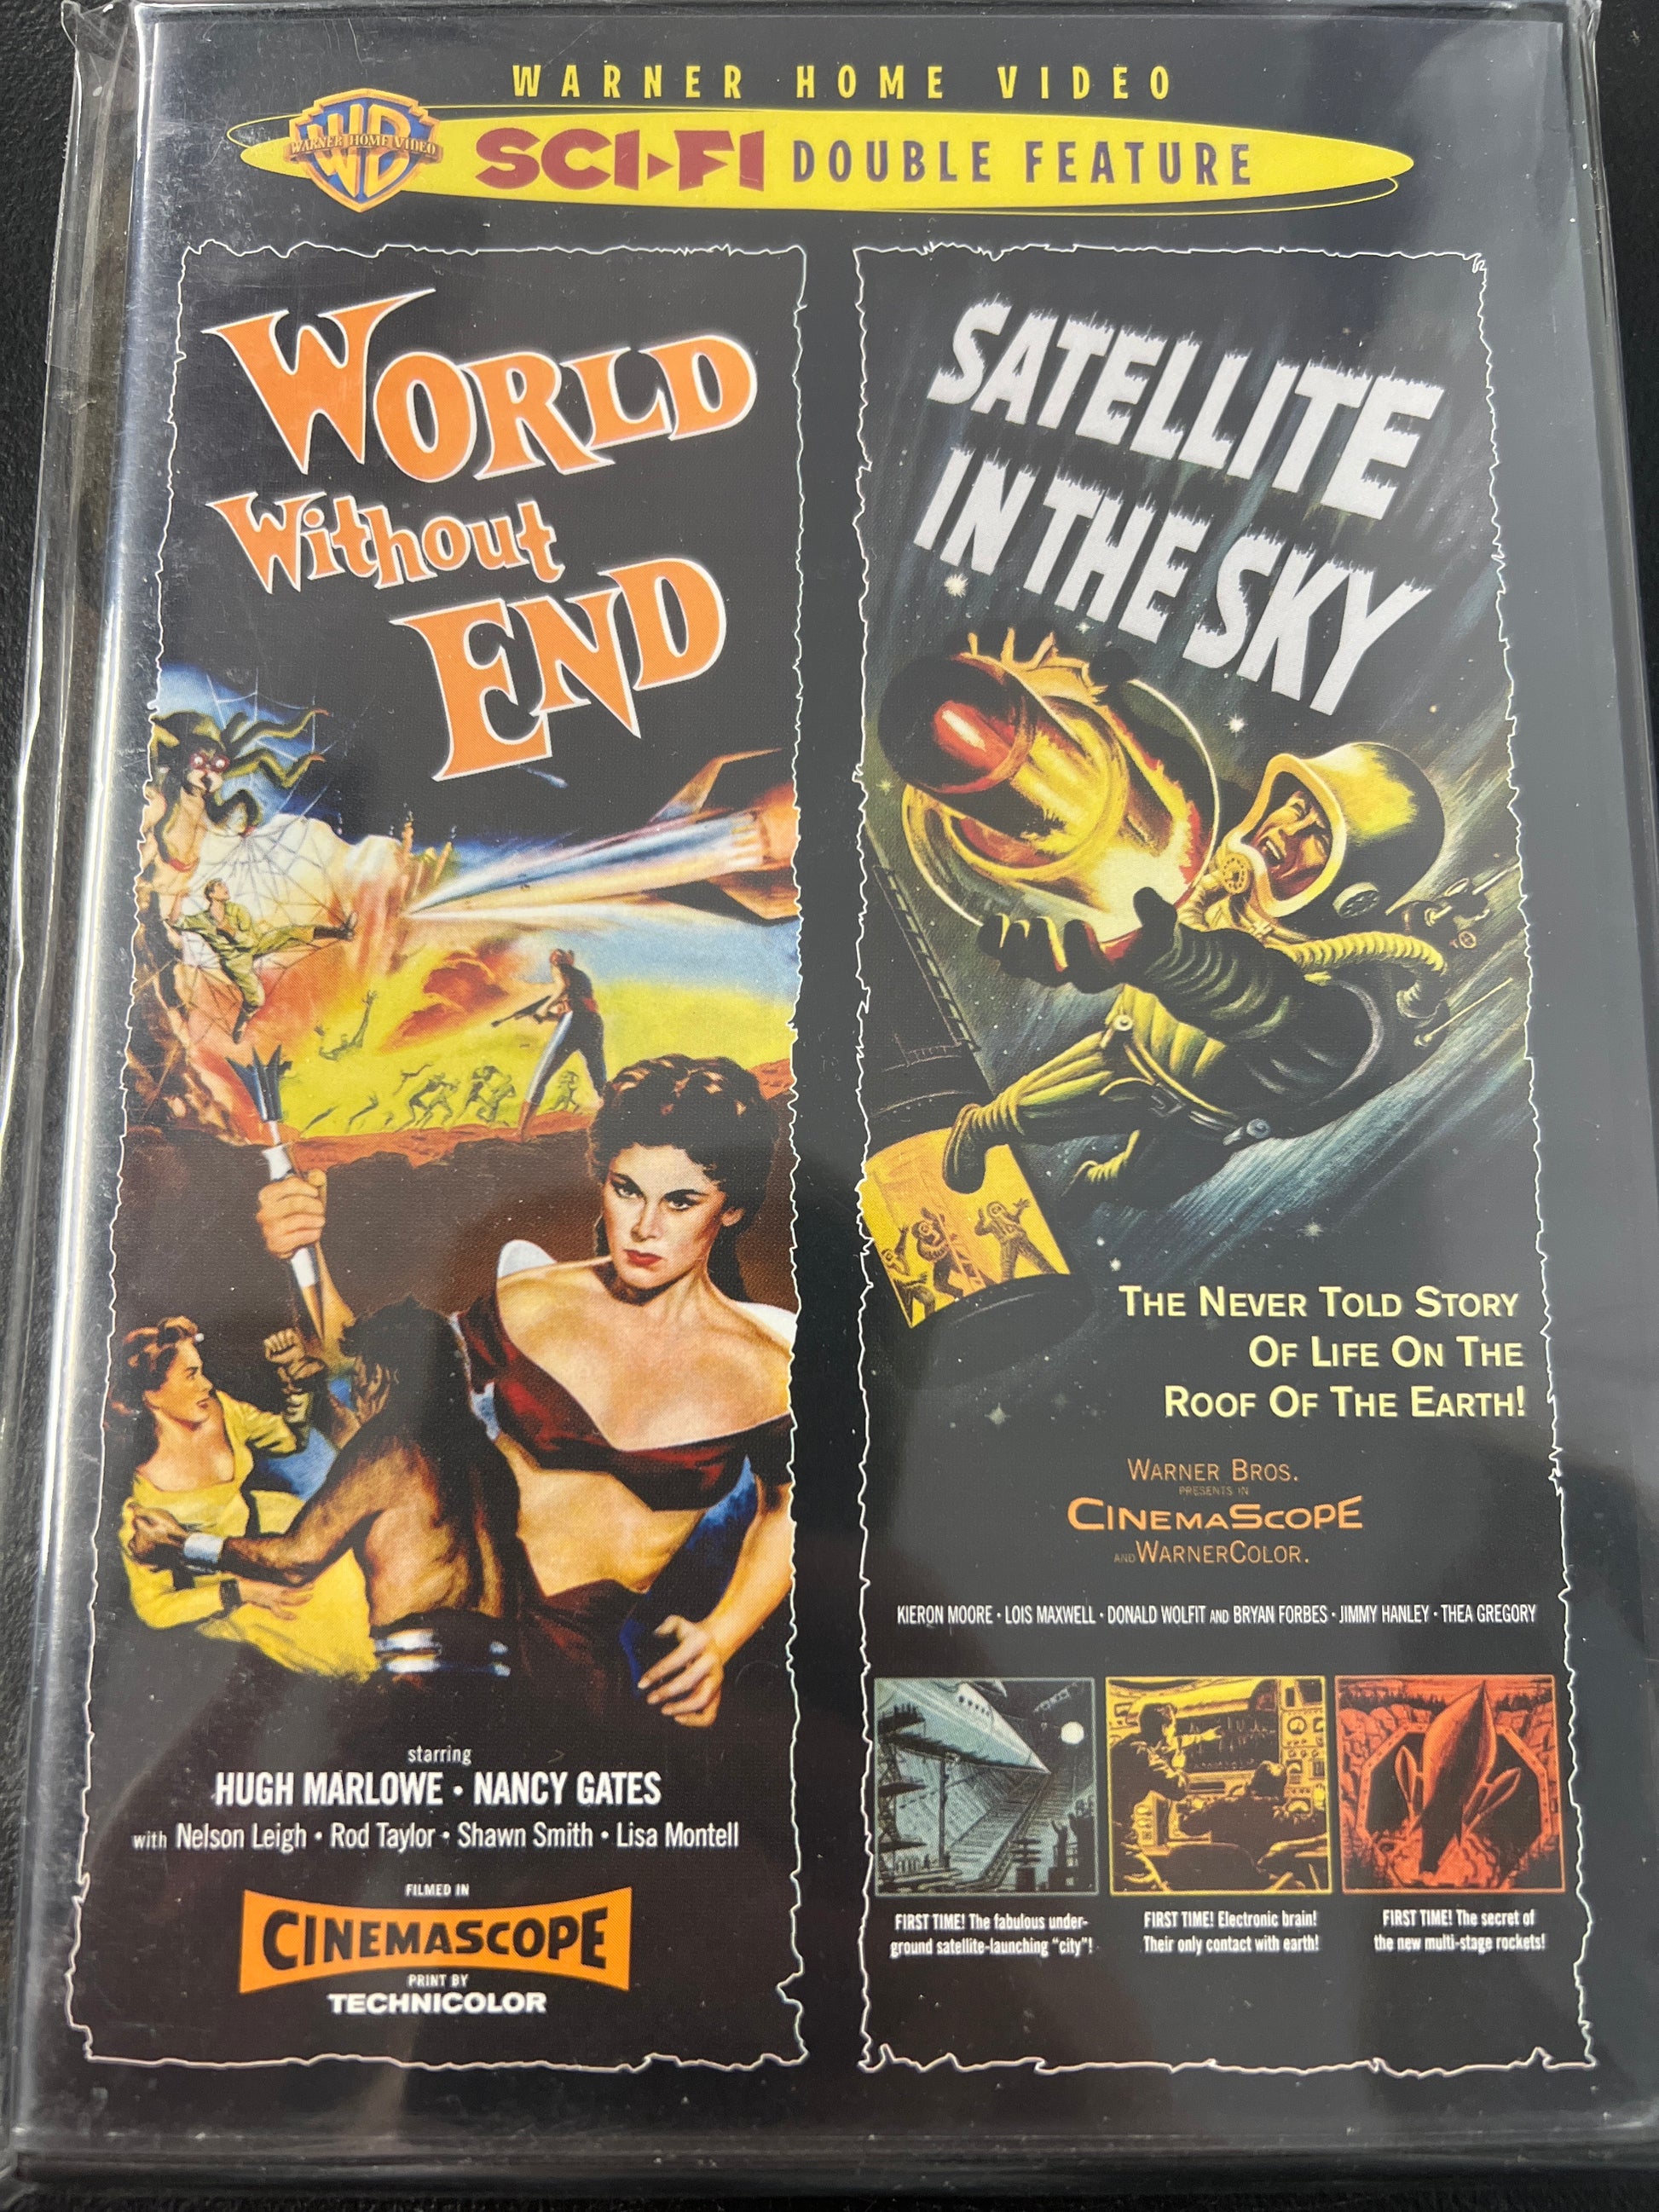 WARNER HOME VIDEO
WARNER HOME VIDEO
SCI-FI DOUBLE FEATURE
WORLD
Without
END
starring
HUGH MARLOWE · NANCY GATES
with Nelson Leigh • Rod Taylor • Shawn Smith • Lisa Montell
FILMED IN
CINEMASCOPE
PRINT BY
TECHNICOLOR
SATELLITE
IN THE SKY
THE NEVER TOLD STORY
OF LIFE ON THE
ROOF OF THE EARTH!
WARNER BROS.
PRESENTS IN
CINEMASCOPE
AND WARNERCOLOR.
KIERON MOORE · LOIS MAXWELL · DONALD WOLFIT AND BRYAN FORBES · JIMMY HANLEY · THEA GREGORY
FIRST TIME! The fabulous under-
ground satellite-launching "city"!
FIRST TIME! Electronic brain!
Their only contact with earth!
FIRST TIME! The secret of
the new multi-stage rockets!